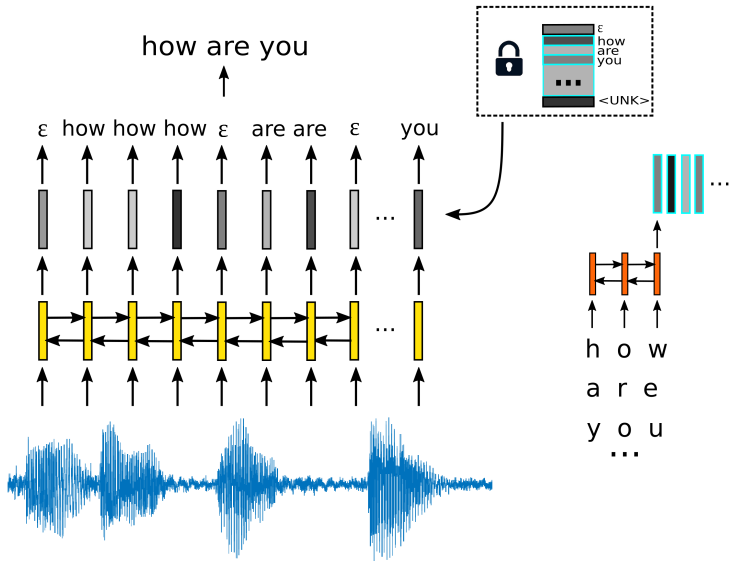 how are you
ε how how how ε are are ε you
...
...
ε
how
are
you
...
<UNK>
...
h o w
a r e
y o u
...